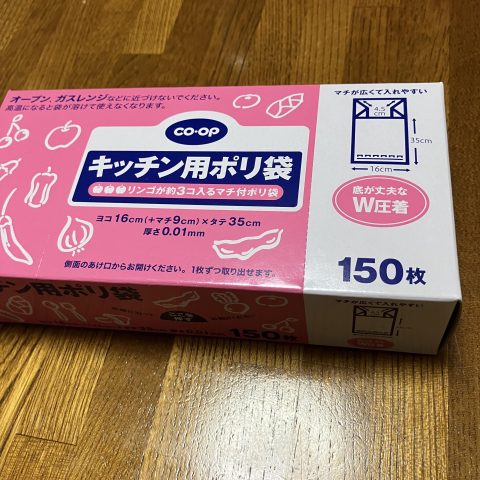 オーブン、ガスレンジなどに近づけないでください。
高温になると袋が溶けて使えなくなります。
CO·OP
キッチン用ポリ袋
リンゴが約3コ入るマチ付ポリ袋
ヨコ16cm(+マチ9cm)×タテ35cm
厚さ0.01mm
側面のあけ口からお開けください。1枚ずつ取り出せます。
マチが広くて入れやすい
4.5
cm
35cm
16cm
底が丈夫な
W圧着
150枚
キッチン用ポリ袋
150枚
マチが広くて入れやすい